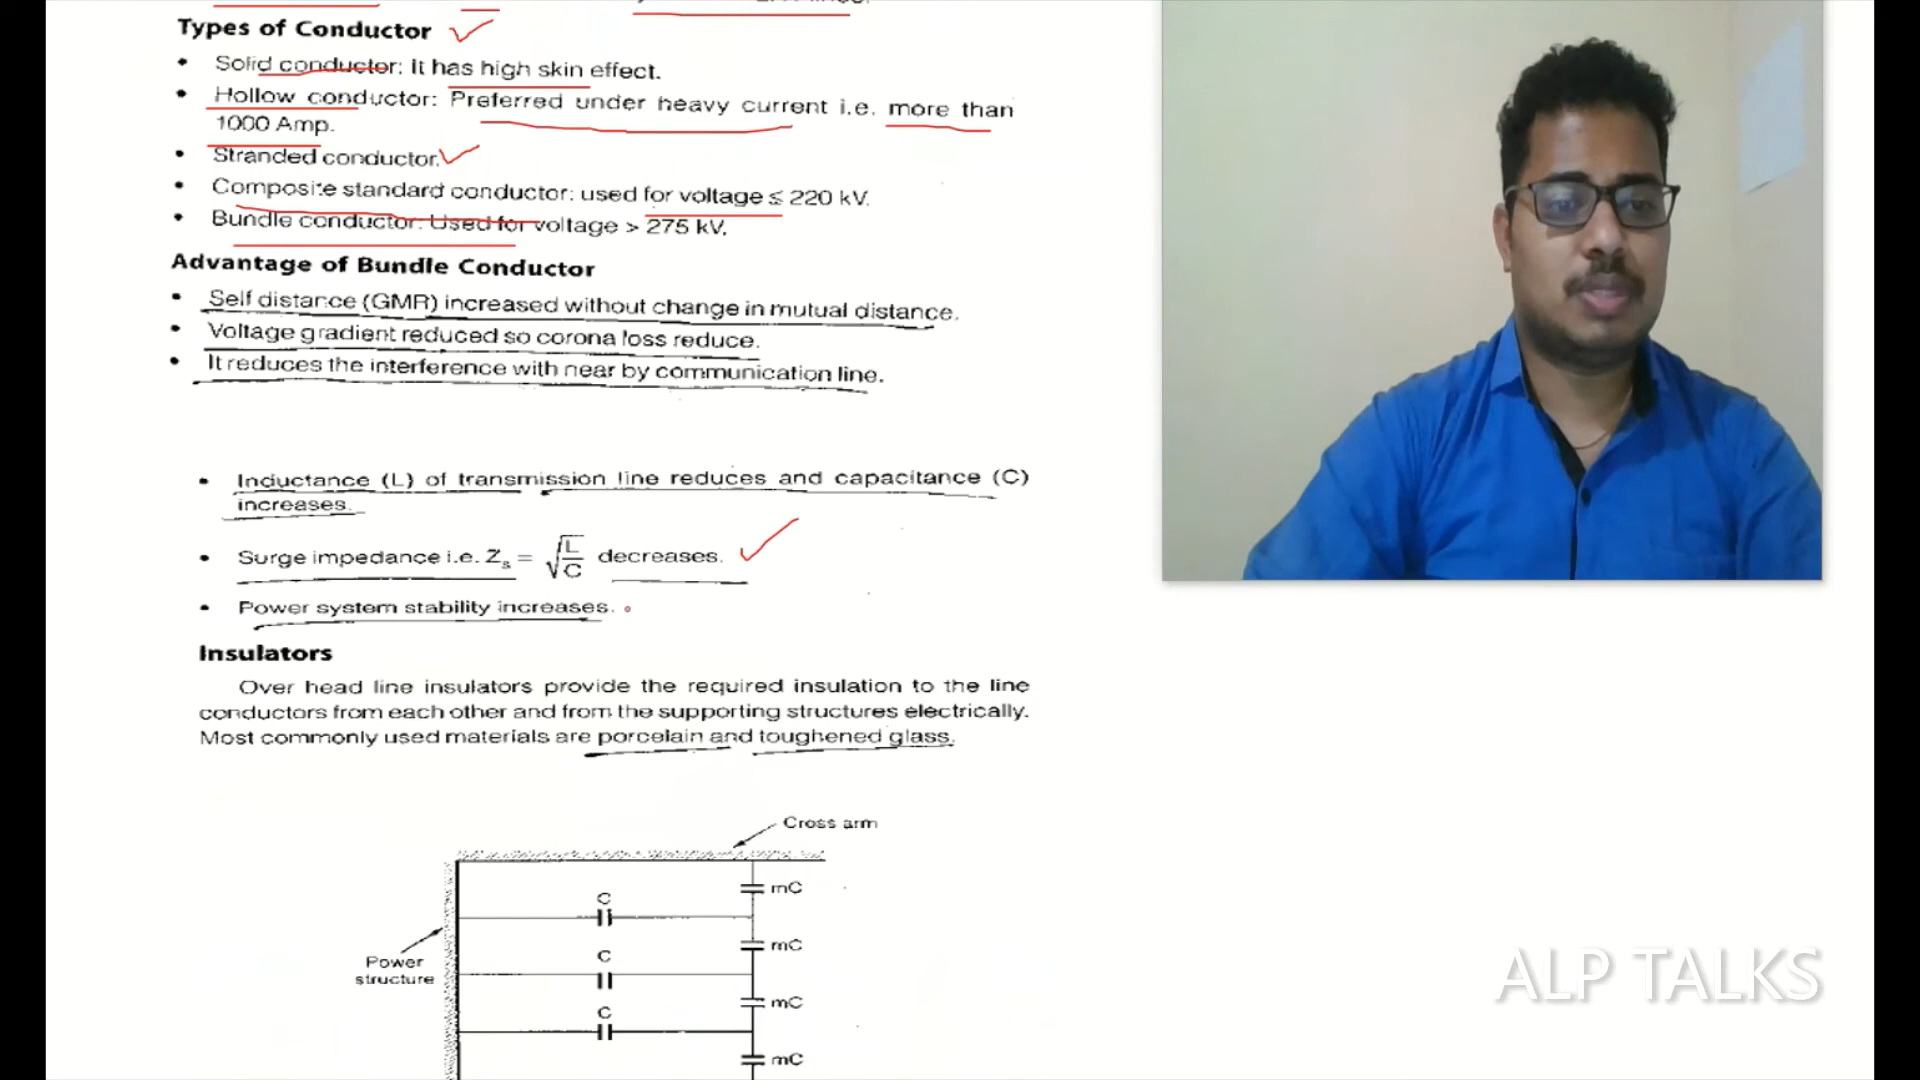 Types of Conductor
• Solid conductor: It has high skin effect.
• Hollow conductor: Preferred under heavy current i.e. more than
1000 Amp.
• Stranded conductor.
• Composite standard conductor: used for voltage ≤ 220 kV.
• Bundle conductor: Used for voltage > 275 kV.
Advantage of Bundle Conductor
• Self distance (GMR) increased without change in mutual distance.
• Voltage gradient reduced so corona loss reduce.
• It reduces the interference with near by communication line.
• Inductance (L) of transmission line reduces and capacitance (C)
increases.
• Surge impedance i.e. Zs = √(L/C) decreases.
• Power system stability increases.
Insulators
Over head line insulators provide the required insulation to the line
conductors from each other and from the supporting structures electrically.
Most commonly used materials are porcelain and toughened glass.
Cross arm
mC
C
mC
C
Power
structure
mC
C
mC
ALP TALKS